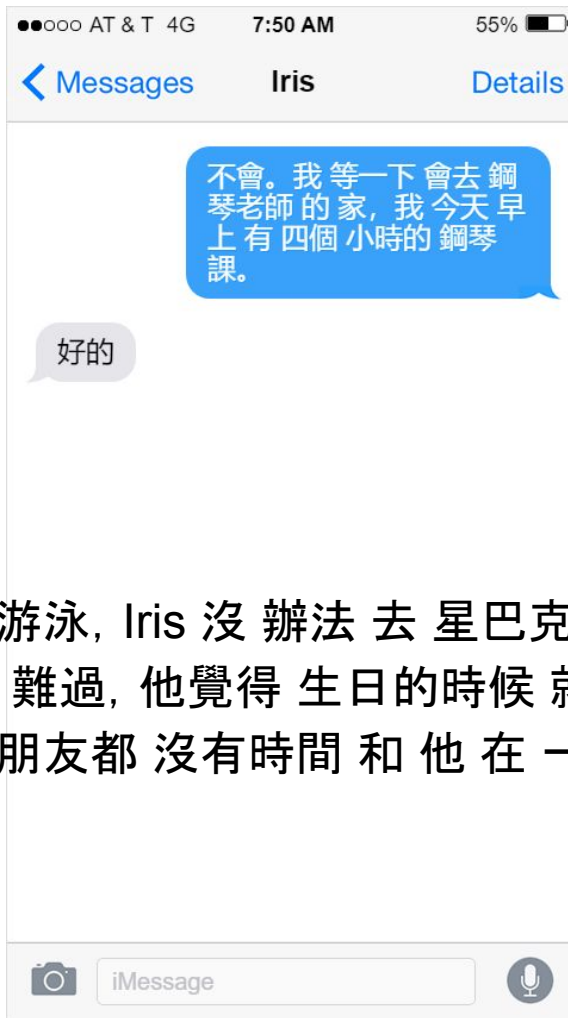 AT & T 4G 7:50 AM 55%
Messages Iris Details
不會。我 等一下 會去 鋼
琴老師 的 家，我 今天 早
上 有 四個 小時的 鋼琴
課。
好的
游泳，Iris 沒 辦法 去 星巴克
難過，他覺得 生日的時候
朋友都 沒有時間 和 他 在 一
iMessage